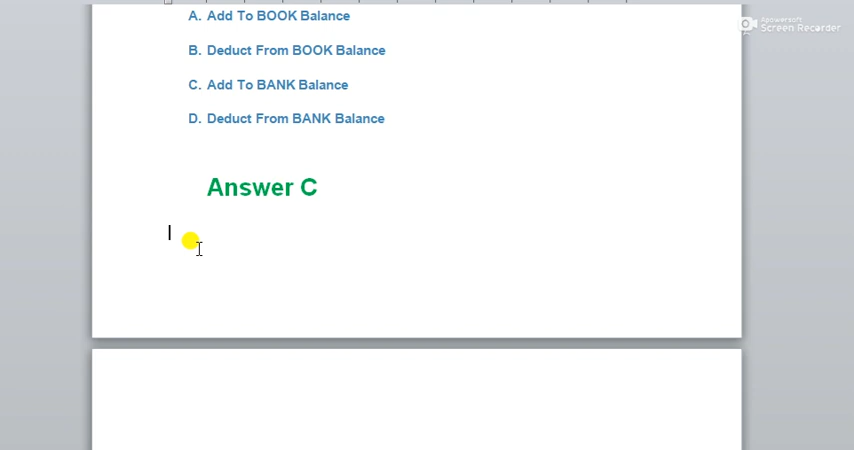 A. Add To BOOK Balance
Apowersoft
Screen Recorder
B. Deduct From BOOK Balance
C. Add To BANK Balance
D. Deduct From BANK Balance
Answer C